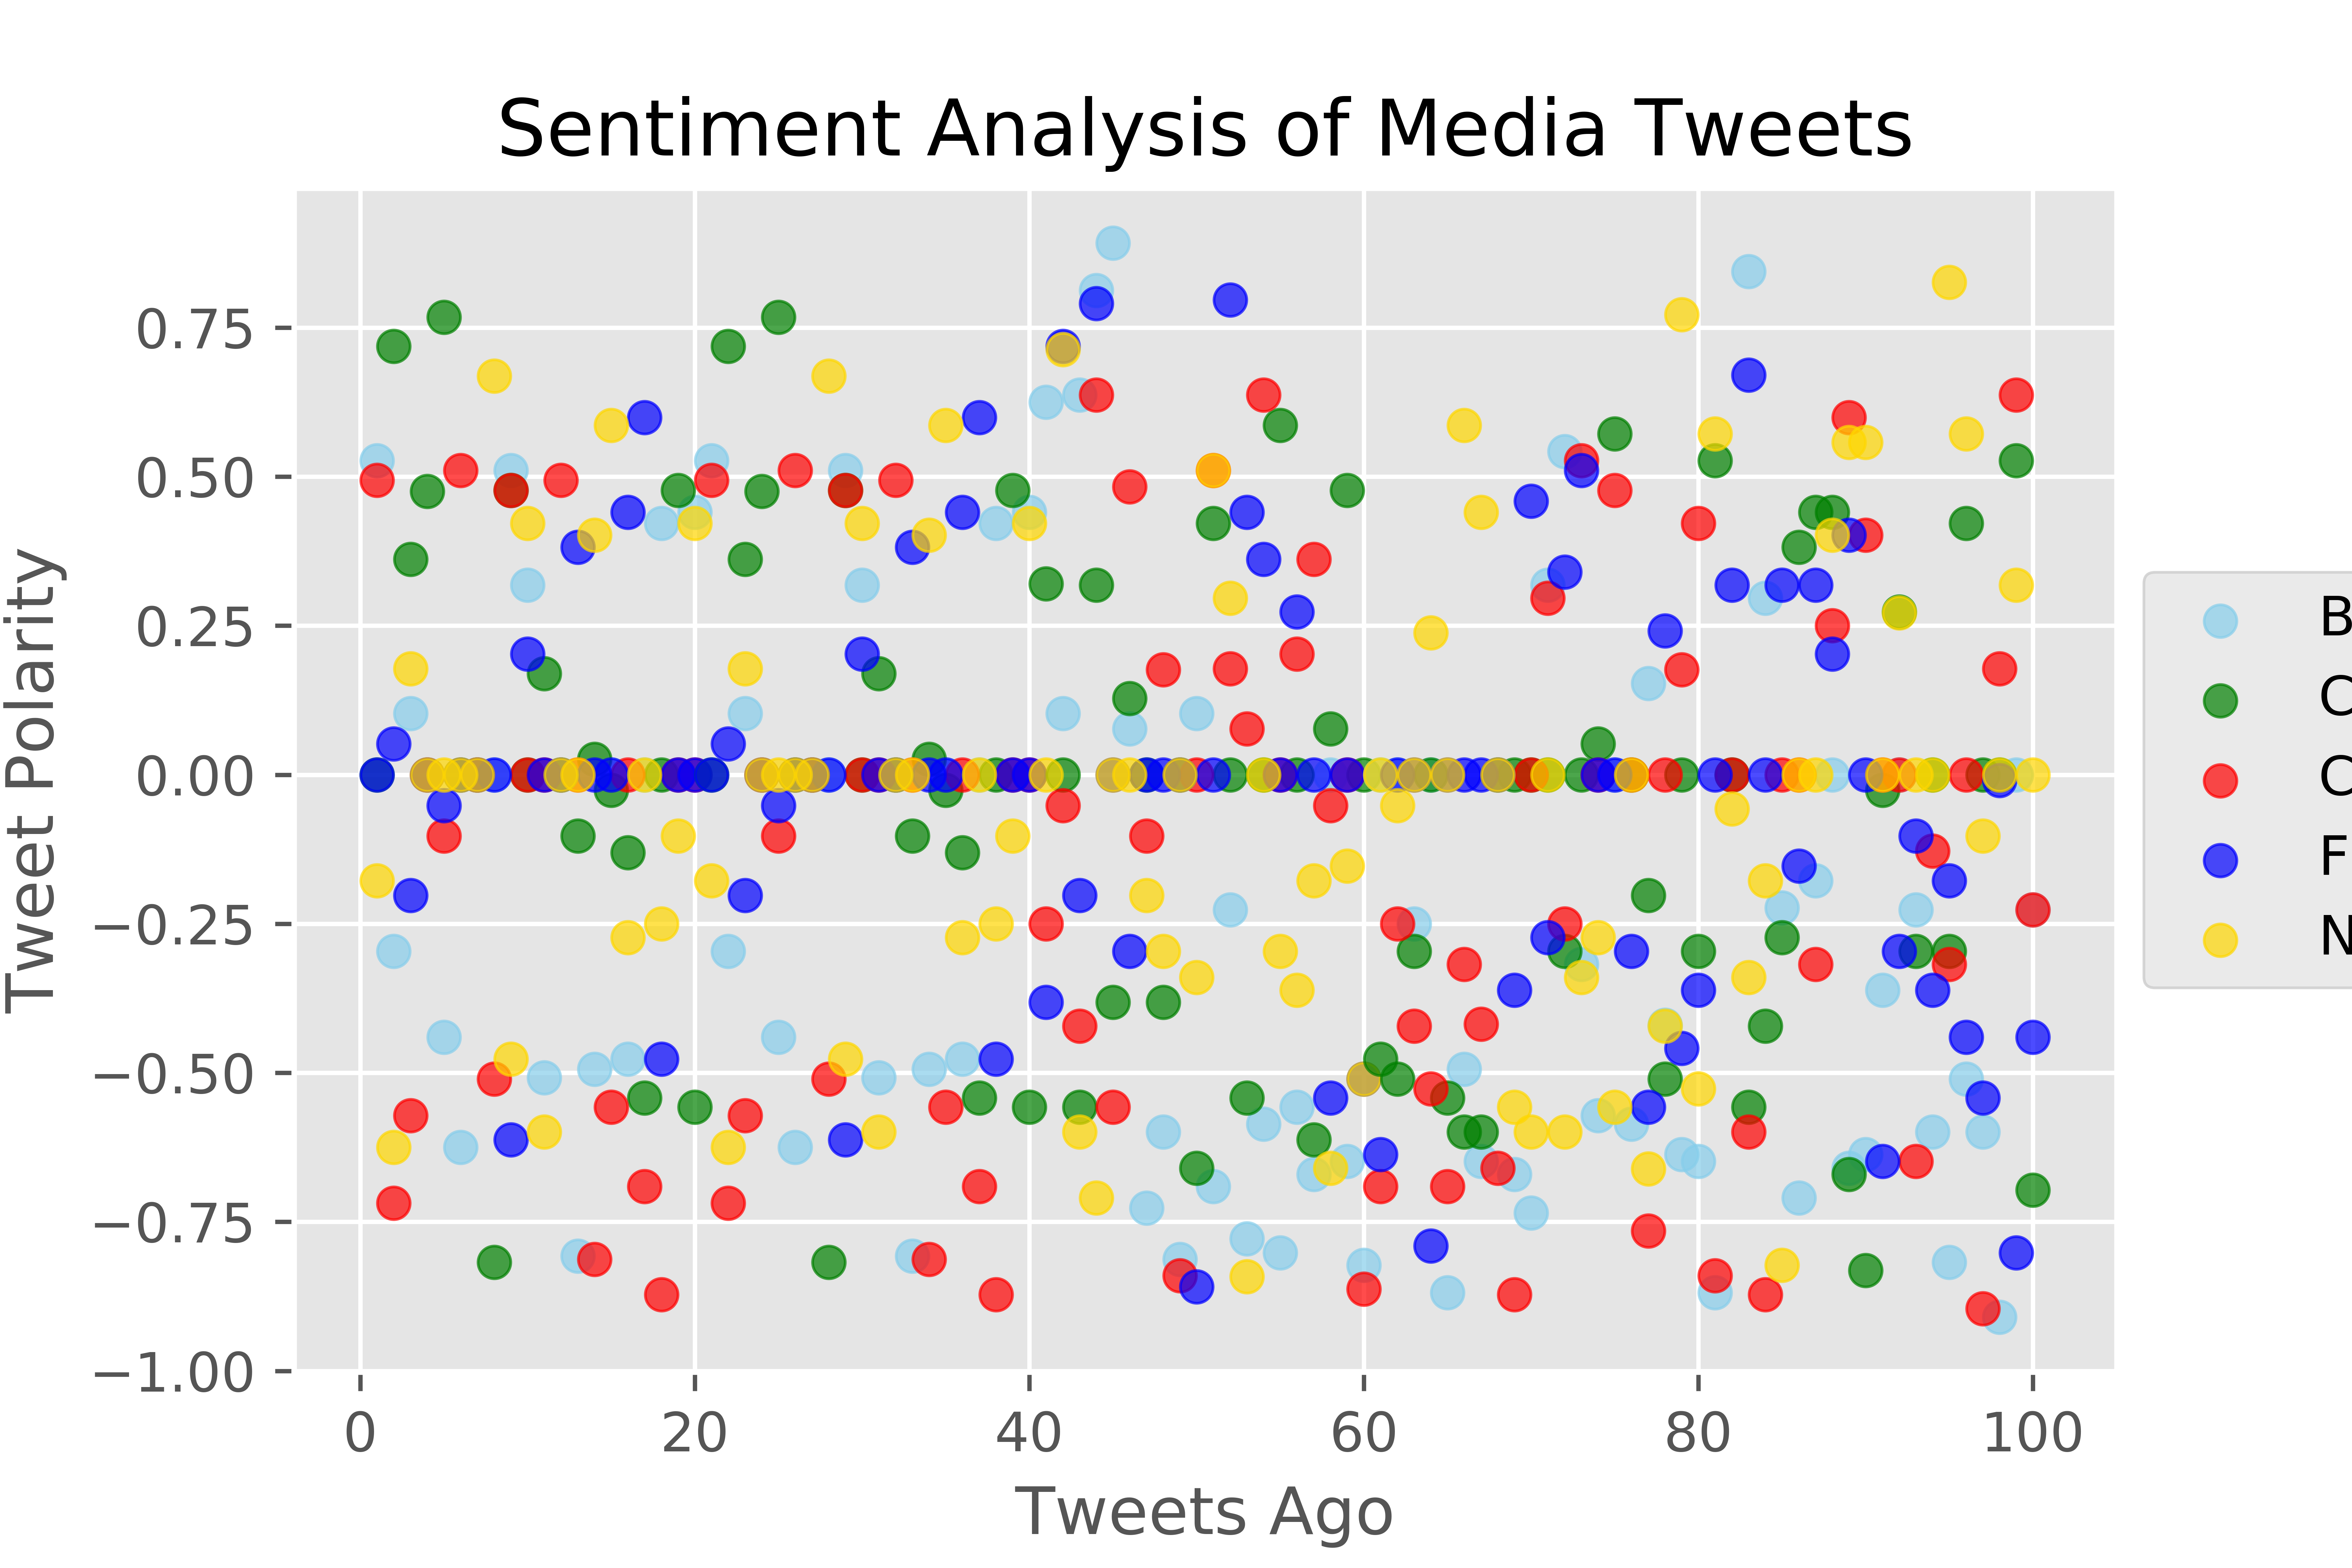 Sentiment Analysis of Media Tweets
Tweet Polarity
0.75
0.50
0.25
0.00
−0.25
−0.50
−0.75
−1.00
0 20 40 60 80 100
Tweets Ago
B
C
C
F
N